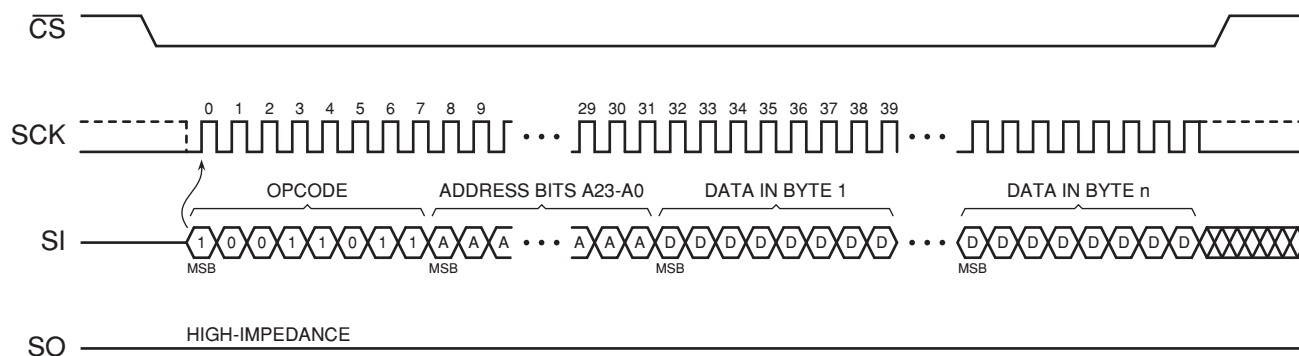 CS
0 1 2 3 4 5 6 7 8 9 29 30 31 32 33 34 35 36 37 38 39
SCK
OPCODE ADDRESS BITS A23-A0 DATA IN BYTE 1 DATA IN BYTE n
SI 1 0 0 1 1 0 1 1 A A A A A A D D D D D D D D D D D D D D D D
MSB MSB MSB MSB
HIGH-IMPEDANCE
SO